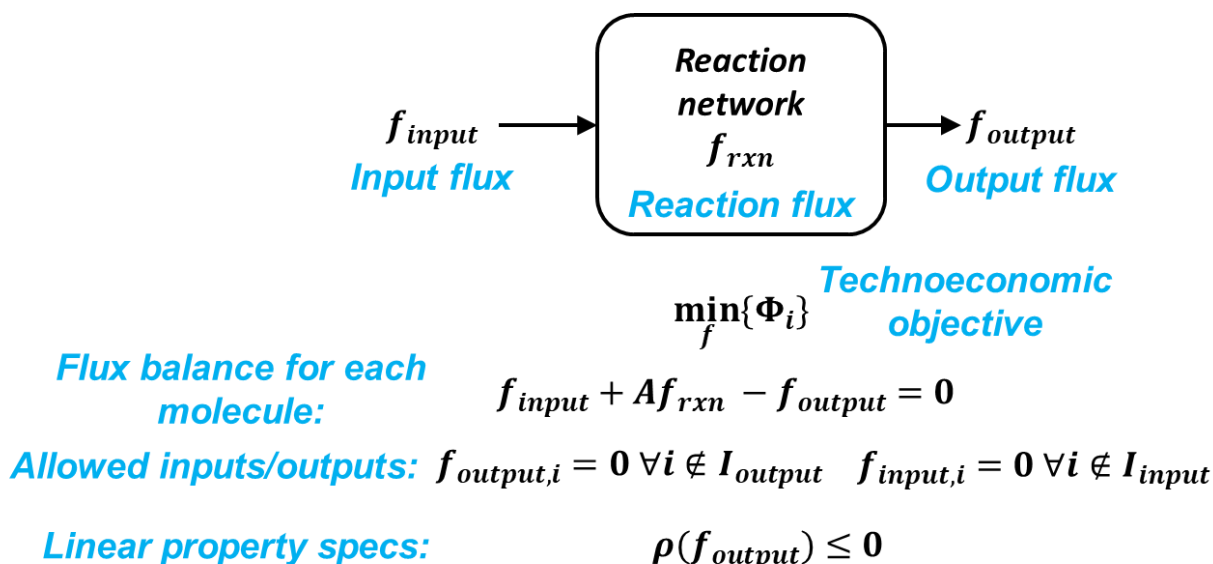 Reaction
network
f_rxn
Reaction flux
f_input
Input flux
f_output
Output flux
min_f{Φ_i}
Technoeconomic
objective
Flux balance for each
molecule:
f_input + Af_rxn − f_output = 0
Allowed inputs/outputs: f_output,i = 0 ∀i ∉ I_output f_input,i = 0 ∀i ∉ I_input
Linear property specs: ρ(f_output) ≤ 0